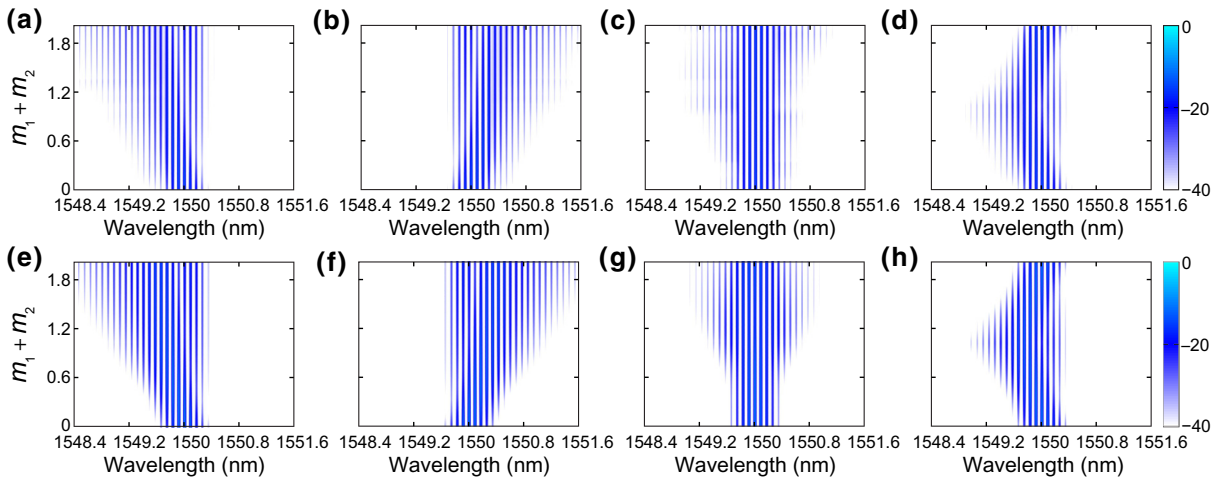 (a) (b) (c) (d)
1.8 0
1.2
m₁ + m₂ −20
0.6
0 −40
1548.4 1549.2 1550 1550.8 1551.6 1548.4 1549.2 1550 1550.8 1551.6 1548.4 1549.2 1550 1550.8 1551.6 1548.4 1549.2 1550 1550.8 1551.6
Wavelength (nm) Wavelength (nm) Wavelength (nm) Wavelength (nm)
(e) (f) (g) (h)
1.8 0
1.2
m₁ + m₂ −20
0.6
0 −40
1548.4 1549.2 1550 1550.8 1551.6 1548.4 1549.2 1550 1550.8 1551.6 1548.4 1549.2 1550 1550.8 1551.6 1548.4 1549.2 1550 1550.8 1551.6
Wavelength (nm) Wavelength (nm) Wavelength (nm) Wavelength (nm)